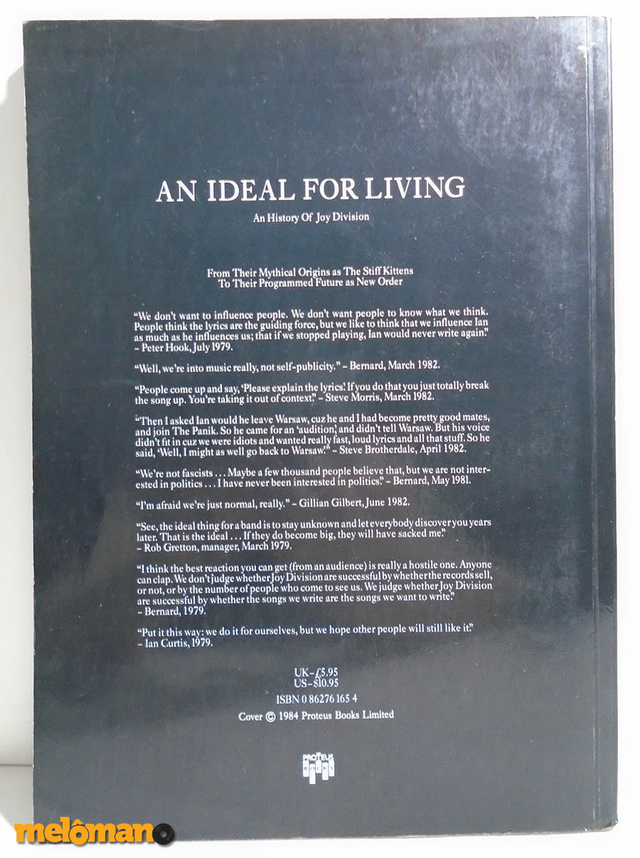 AN IDEAL FOR LIVING
An History Of Joy Division
From Their Mythical Origins as The Stiff Kittens
To Their Programmed Future as New Order
“We don't want to influence people. We don't want people to know what we think.
People think the lyrics are the guiding force, but we like to think that we influence Ian
as much as he influences us; that if we stopped playing, Ian would never write again.”
– Peter Hook, July 1979.
“Well, we're into music really, not self-publicity.” – Bernard, March 1982.
“People come up and say, ‘Please explain the lyrics’. If you do that you just totally break
the song up. You're taking it out of context.” – Steve Morris, March 1982.
“Then I asked Ian would he leave Warsaw, cuz he and I had become pretty good mates,
and join The Panik. So he came for an ‘audition’, and didn't tell Warsaw. But his voice
didn't fit in cuz we were idiots and wanted really fast, loud lyrics and all that stuff. So he
said, ‘Well, I might as well go back to Warsaw.’” – Steve Brotherdale, April 1982.
“We're not fascists ... Maybe a few thousand people believe that, but we are not inter-
ested in politics ... I have never been interested in politics.” – Bernard, May 1981.
“I'm afraid we're just normal, really.” – Gillian Gilbert, June 1982.
“See, the ideal thing for a band is to stay unknown and let everybody discover you years
later. That is the ideal ... If they do become big, they will have sacked me.”
– Rob Gretton, manager, March 1979.
“I think the best reaction you can get (from an audience) is really a hostile one. Anyone
can clap. We don't judge whether Joy Division are successful by whether the records sell,
or not, or by the number of people who come to see us. We judge whether Joy Division
are successful by whether the songs we write are the songs we want to write.”
– Bernard, 1979.
“Put it this way: we do it for ourselves, but we hope other people will still like it.”
– Ian Curtis, 1979.
UK – £5.95
US – $10.95
ISBN 0 86276 165 4
Cover © 1984 Proteus Books Limited
PROTEUS
BOOKS
melômano